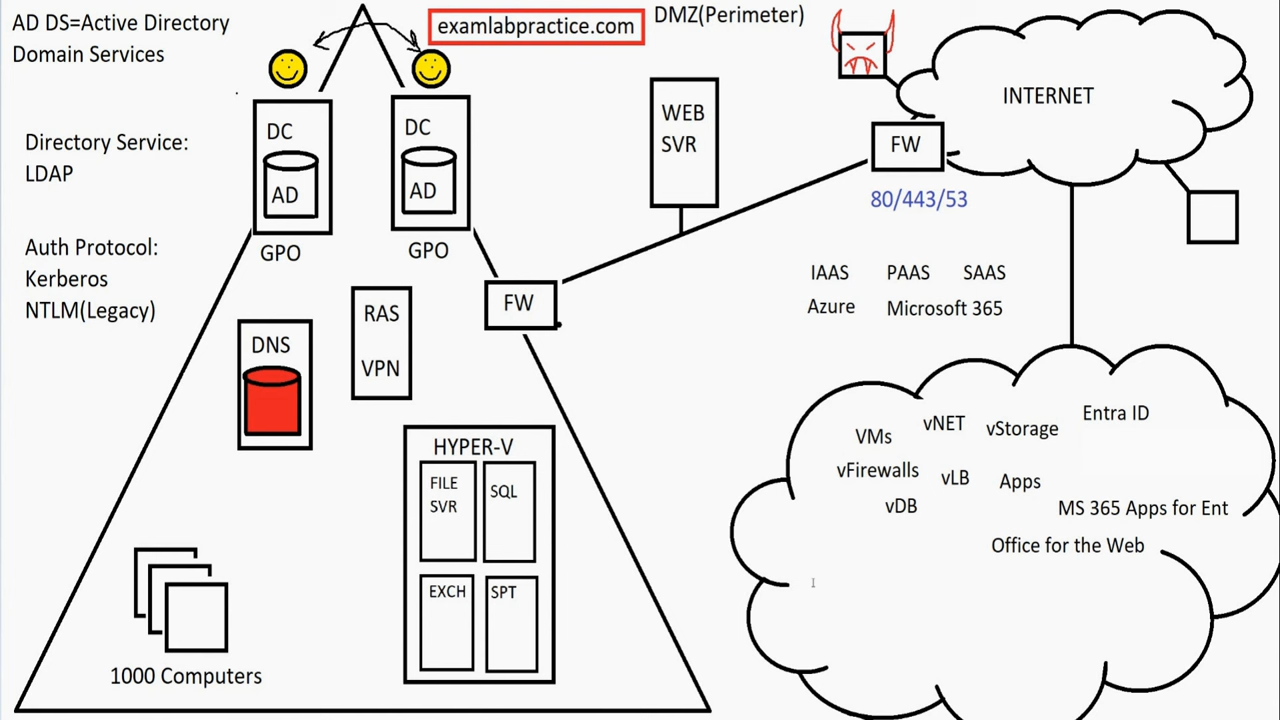 AD DS=Active Directory
Domain Services
examlabpractice.com
DMZ(Perimeter)
INTERNET
DC
AD
GPO
DC
AD
GPO
WEB
SVR
FW
80/443/53
Directory Service:
LDAP
Auth Protocol:
Kerberos
NTLM(Legacy)
DNS
RAS
VPN
FW
IAAS
PAAS
SAAS
Azure
Microsoft 365
HYPER-V
FILE
SVR
SQL
EXCH
SPT
1000 Computers
VMs
vNET
vStorage
Entra ID
vFirewalls
vLB
Apps
vDB
MS 365 Apps for Ent
Office for the Web